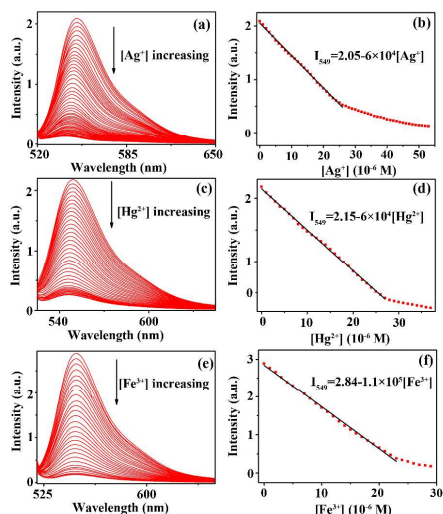 (a)
[Ag⁺] increasing
Intensity (a.u.)
2
1
0
520
585
650
Wavelength (nm)
(b)
I₅₄₉=2.05-6×10⁴[Ag⁺]
Intensity (a.u.)
2
1
0
0
10
20
30
40
50
[Ag⁺] (10⁻⁶ M)
(c)
[Hg²⁺] increasing
Intensity (a.u.)
2
1
0
540
600
Wavelength (nm)
(d)
I₅₄₉=2.15-6×10⁴[Hg²⁺]
Intensity (a.u.)
2
1
0
0
10
20
30
[Hg²⁺] (10⁻⁶ M)
(e)
[Fe³⁺] increasing
Intensity (a.u.)
3
2
1
0
525
600
Wavelength (nm)
(f)
I₅₄₉=2.84-1.1×10⁵[Fe³⁺]
Intensity (a.u.)
3
2
1
0
0
10
20
30
[Fe³⁺] (10⁻⁶ M)